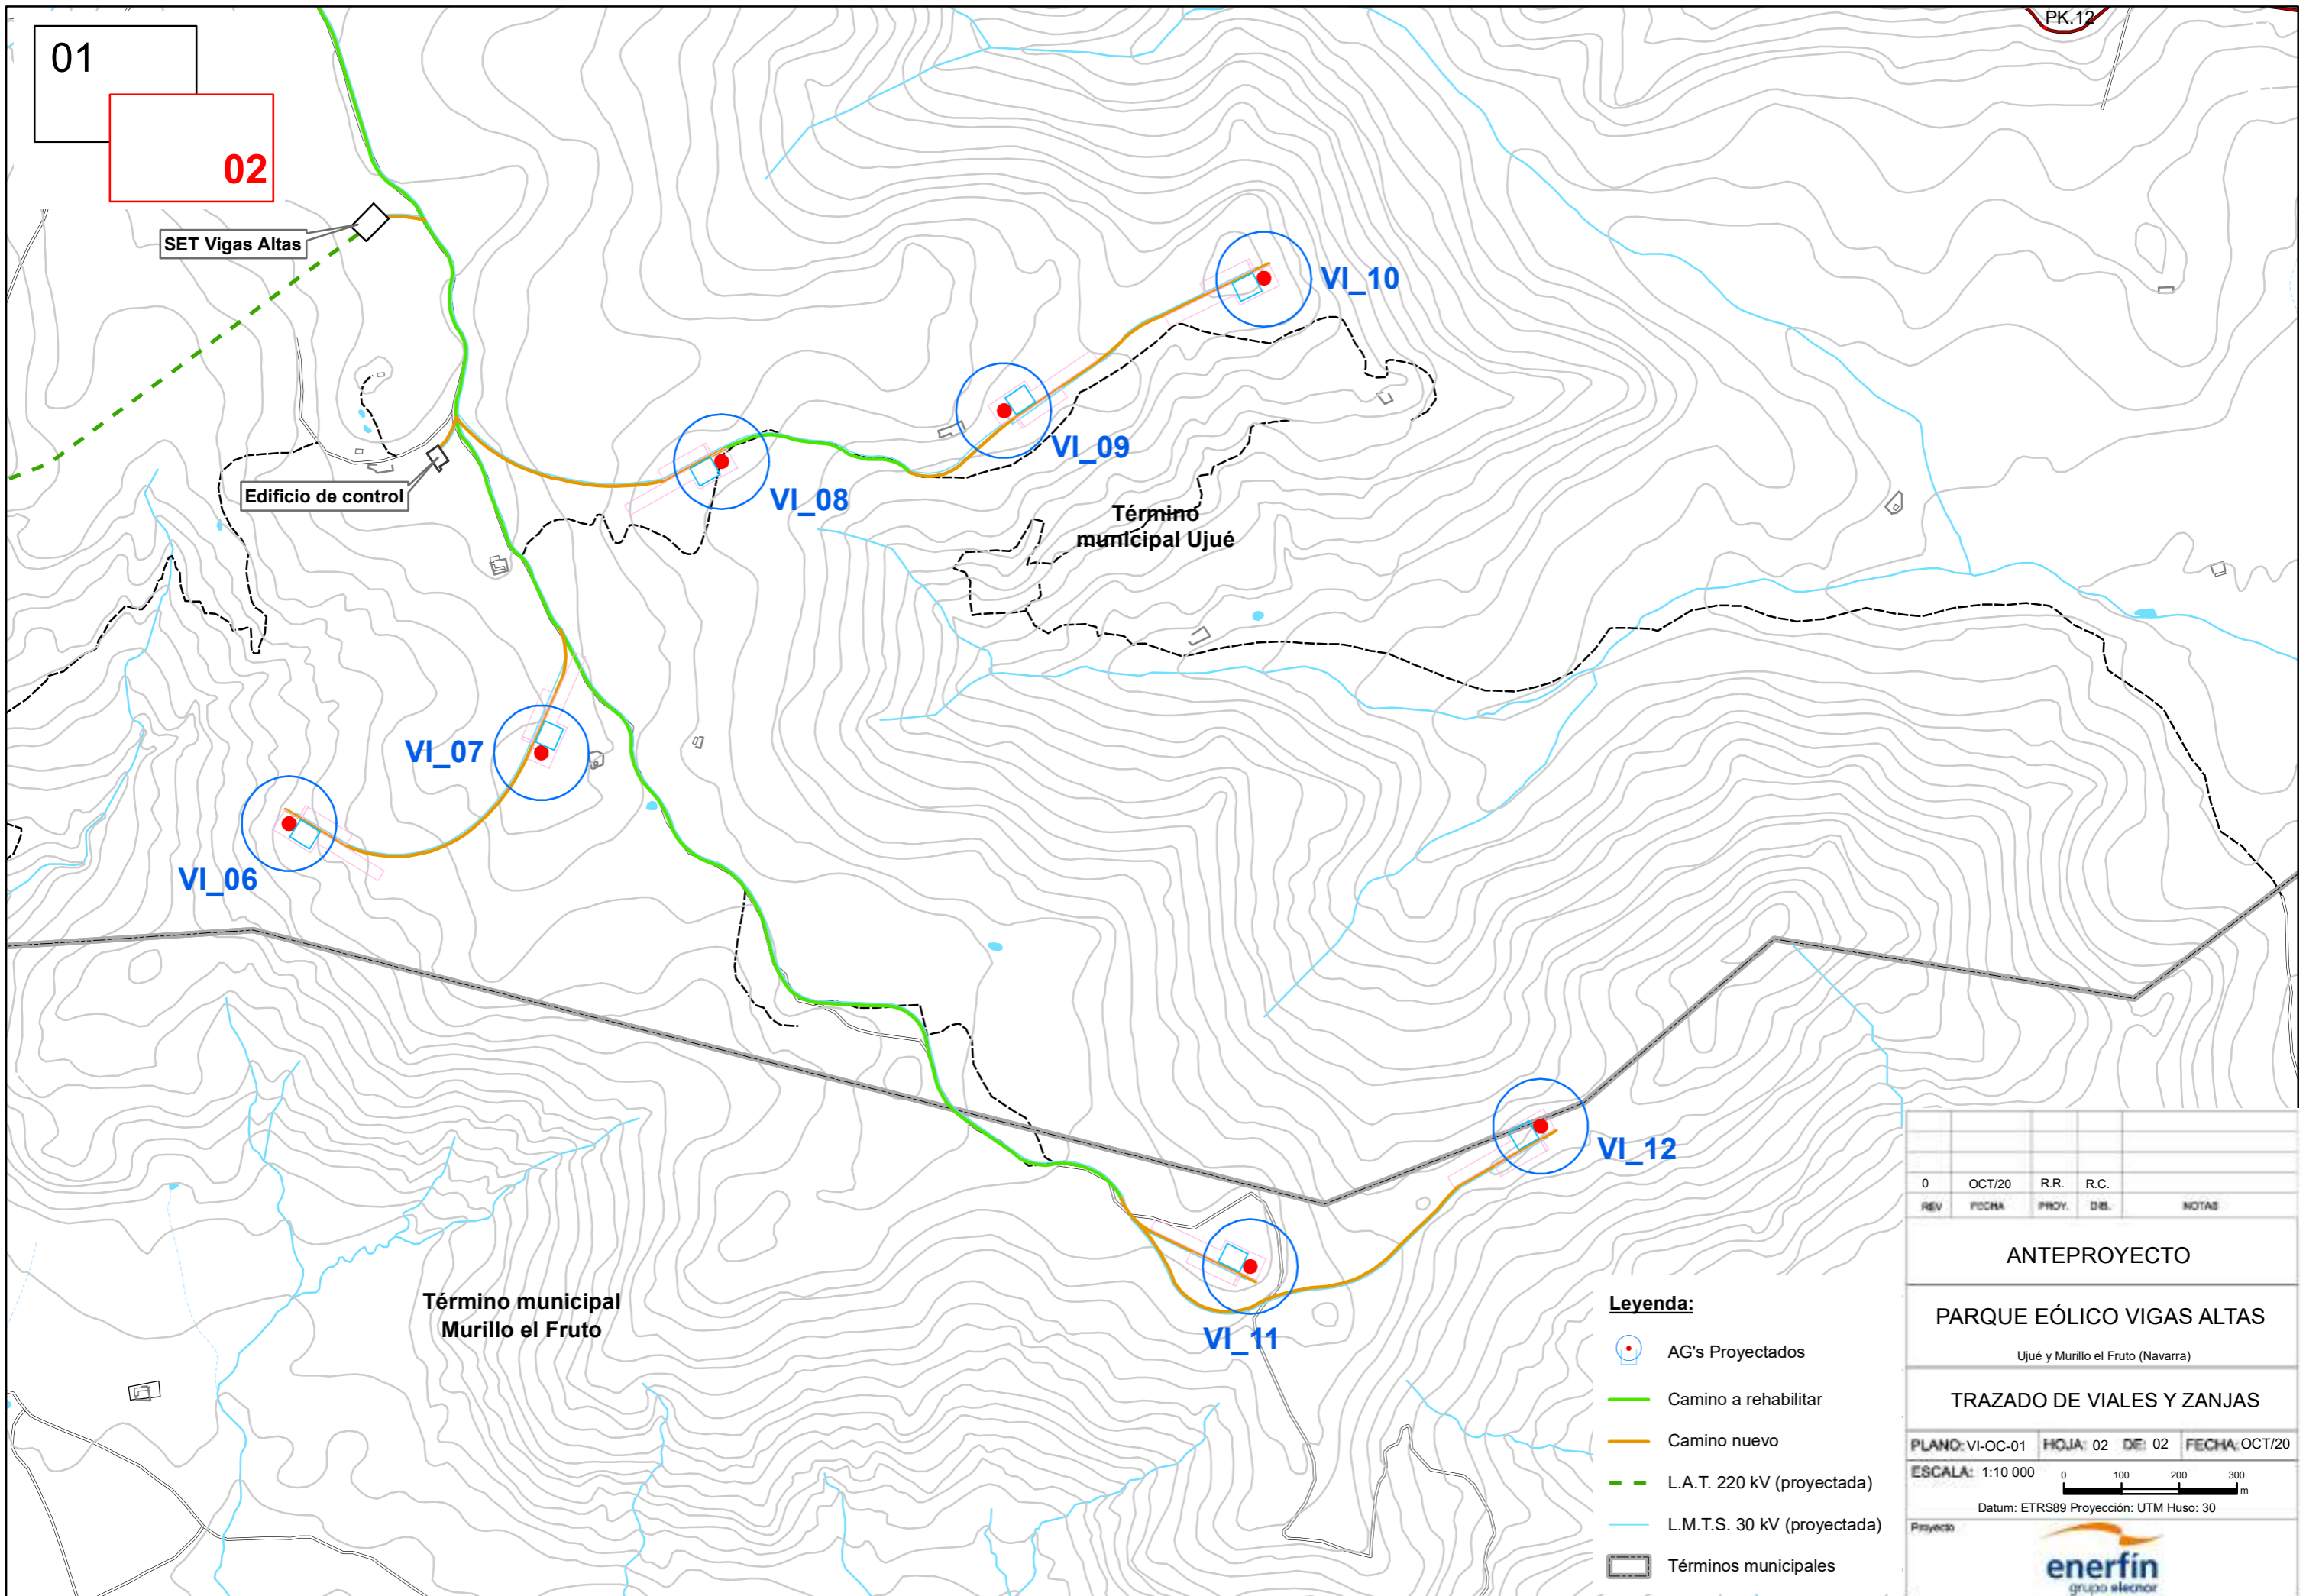 01
02
PK.12
SET Vigas Altas
Edificio de control
VI_10
VI_09
VI_08
Término
municipal Ujué
VI_07
VI_06
VI_12
VI_11
Término municipal
Murillo el Fruto
Leyenda:
AG's Proyectados
Camino a rehabilitar
Camino nuevo
L.A.T. 220 kV (proyectada)
L.M.T.S. 30 kV (proyectada)
Términos municipales
0 OCT/20 R.R. R.C.
REV FECHA PROY. DIB. NOTAS
ANTEPROYECTO
PARQUE EÓLICO VIGAS ALTAS
Ujué y Murillo el Fruto (Navarra)
TRAZADO DE VIALES Y ZANJAS
PLANO: VI-OC-01 HOJA: 02 DE: 02 FECHA: OCT/20
ESCALA: 1:10 000 0 100 200 300 m
Datum: ETRS89 Proyección: UTM Huso: 30
Proyecto
enerfín
grupo elecnor